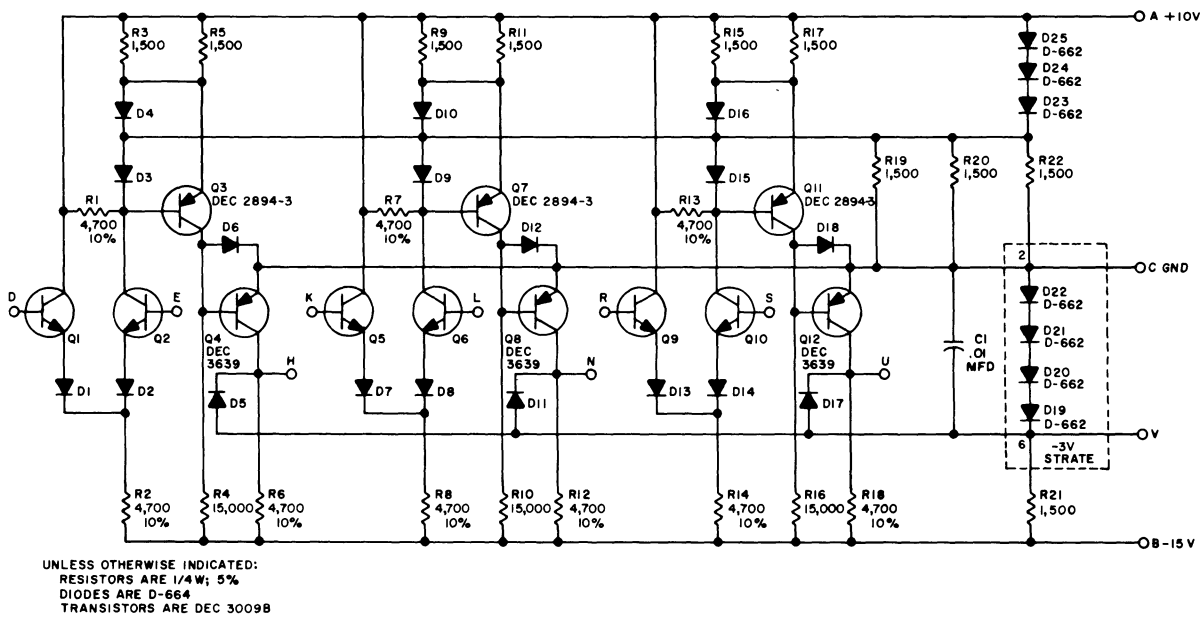 A +10V
R3
1,500
R5
1,500
R9
1,500
R11
1,500
R15
1,500
R17
1,500
D25
D-662
D24
D-662
D23
D-662
D4
D10
D16
R19
1,500
R20
1,500
R22
1,500
D3
D9
D15
Q3
DEC 2894-3
Q7
DEC 2894-3
Q11
DEC 2894-3
R1
4,700
10%
R7
4,700
10%
R13
4,700
10%
D6
D12
D18
2
C GND
D
E
K
L
R
S
Q1
Q2
Q4
DEC
3639
Q5
Q6
Q8
DEC
3639
Q9
Q10
Q12
DEC
3639
D22
D-662
D21
D-662
D20
D-662
D19
D-662
C1
.01
MFD
H
N
U
D1
D2
D5
D7
D8
D11
D13
D14
D17
V
6
-3V
STRATE
R2
4,700
10%
R4
15,000
R6
4,700
10%
R8
4,700
10%
R10
15,000
R12
4,700
10%
R14
4,700
10%
R16
15,000
R18
4,700
10%
R21
1,500
B-15V
UNLESS OTHERWISE INDICATED:
RESISTORS ARE 1/4W; 5%
DIODES ARE D-664
TRANSISTORS ARE DEC 3009B